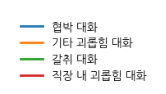 협박 대화
기타 괴롭힘 대화
갈취 대화
직장 내 괴롭힘 대화